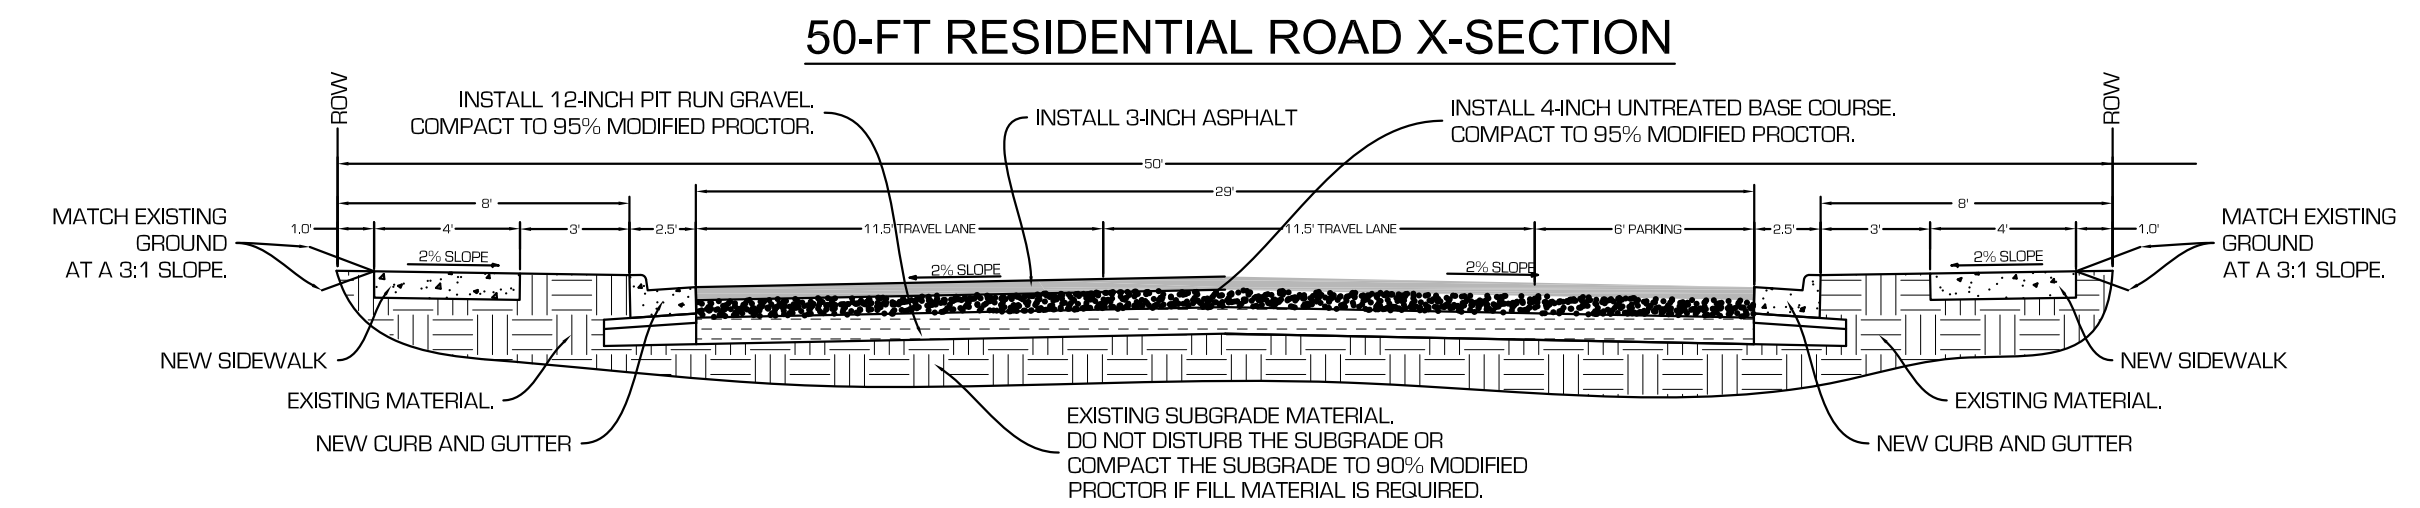 50-FT RESIDENTIAL ROAD X-SECTION
ROW
INSTALL 12-INCH PIT RUN GRAVEL.
COMPACT TO 95% MODIFIED PROCTOR.
INSTALL 3-INCH ASPHALT
INSTALL 4-INCH UNTREATED BASE COURSE.
COMPACT TO 95% MODIFIED PROCTOR.
ROW
50'
29'
8'
8'
MATCH EXISTING
GROUND
AT A 3:1 SLOPE.
1.0'
4'
3'
2.5'
11.5' TRAVEL LANE
11.5' TRAVEL LANE
6' PARKING
2.5'
3'
4'
1.0'
MATCH EXISTING
GROUND
AT A 3:1 SLOPE.
2% SLOPE
2% SLOPE
2% SLOPE
2% SLOPE
NEW SIDEWALK
EXISTING MATERIAL.
NEW CURB AND GUTTER
EXISTING SUBGRADE MATERIAL.
DO NOT DISTURB THE SUBGRADE OR
COMPACT THE SUBGRADE TO 90% MODIFIED
PROCTOR IF FILL MATERIAL IS REQUIRED.
NEW SIDEWALK
EXISTING MATERIAL.
NEW CURB AND GUTTER